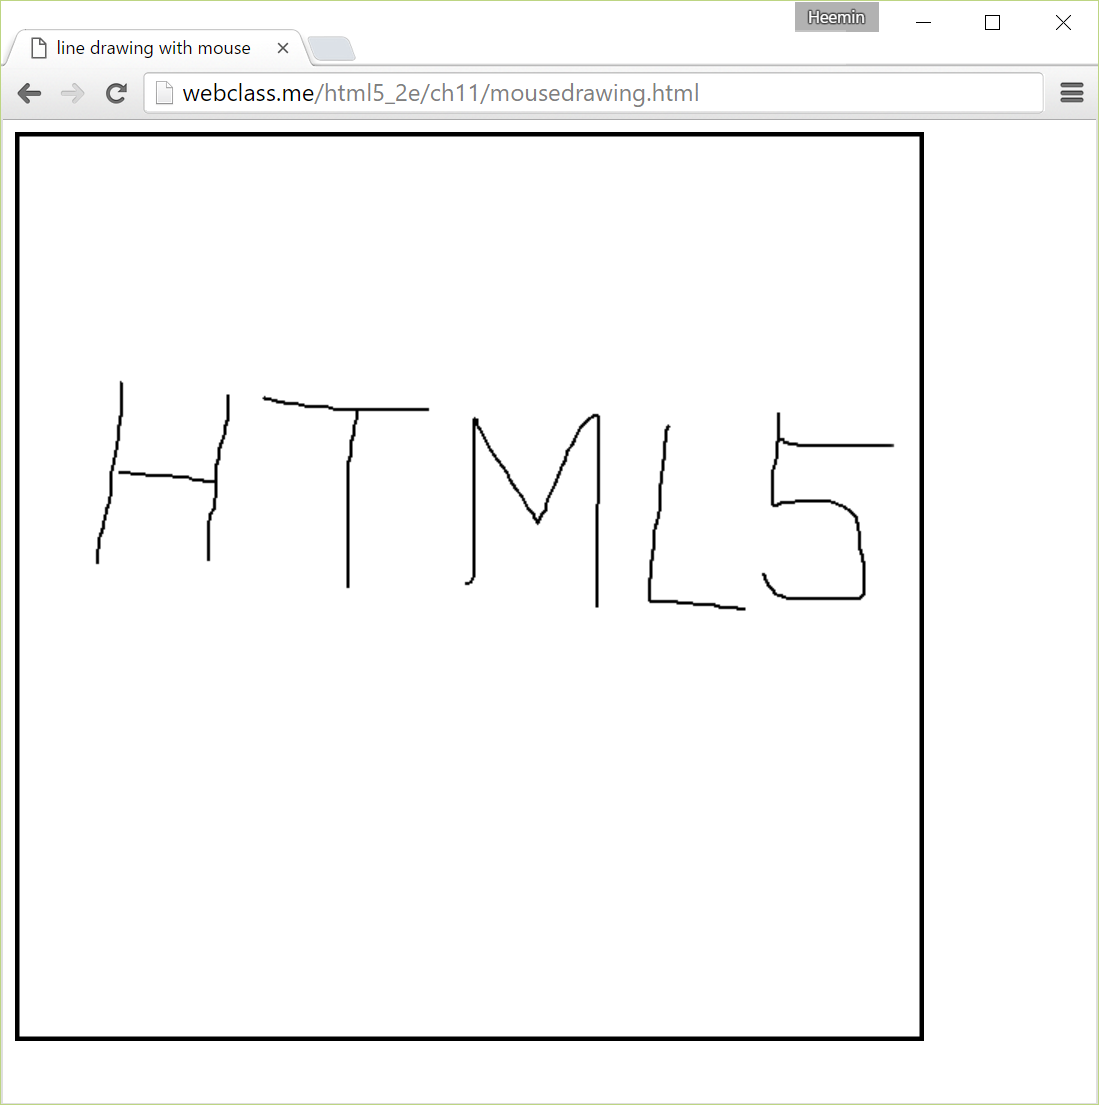 Heemin
line drawing with mouse
webclass.me/html5_2e/ch11/mousedrawing.html
HTML5